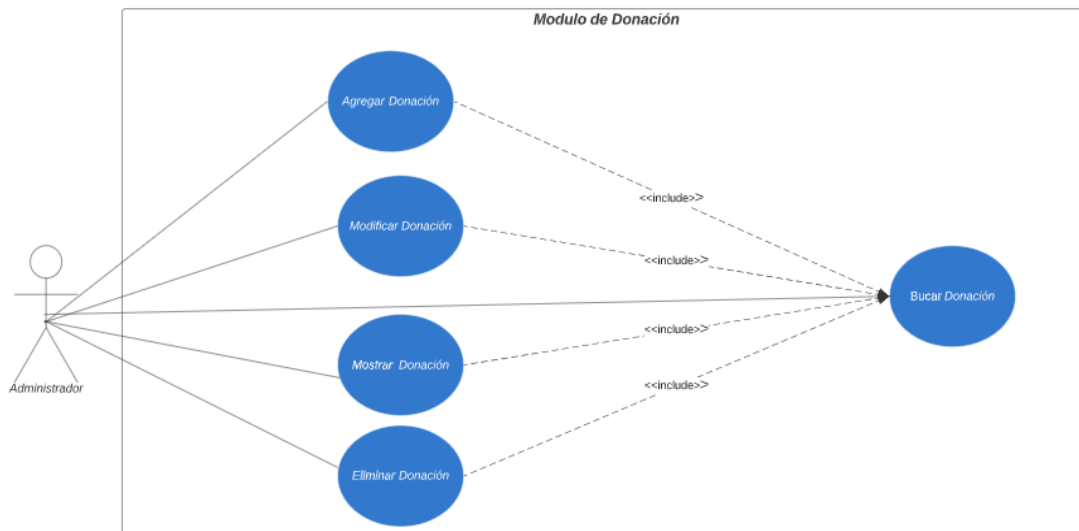 Modulo de Donación
Agregar Donación
<<include>>
Modificar Donación
<<include>>
Bucar Donación
<<include>>
Mostrar Donación
Administrador
<<include>>
Eliminar Donación